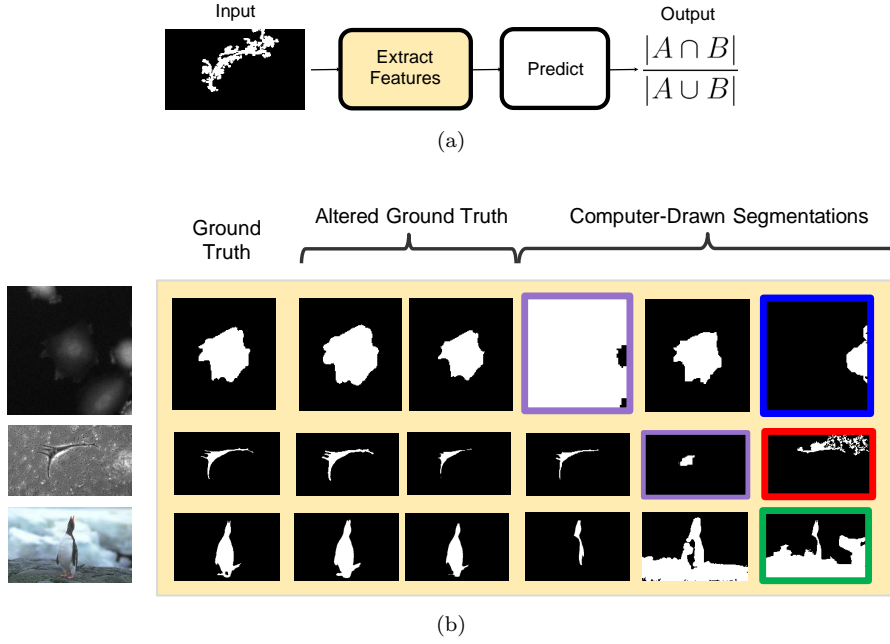 Input
Output
Extract
Features
Predict
|A ∩ B|
|A ∪ B|
(a)
Ground
Truth
Altered Ground Truth
Computer-Drawn Segmentations
(b)